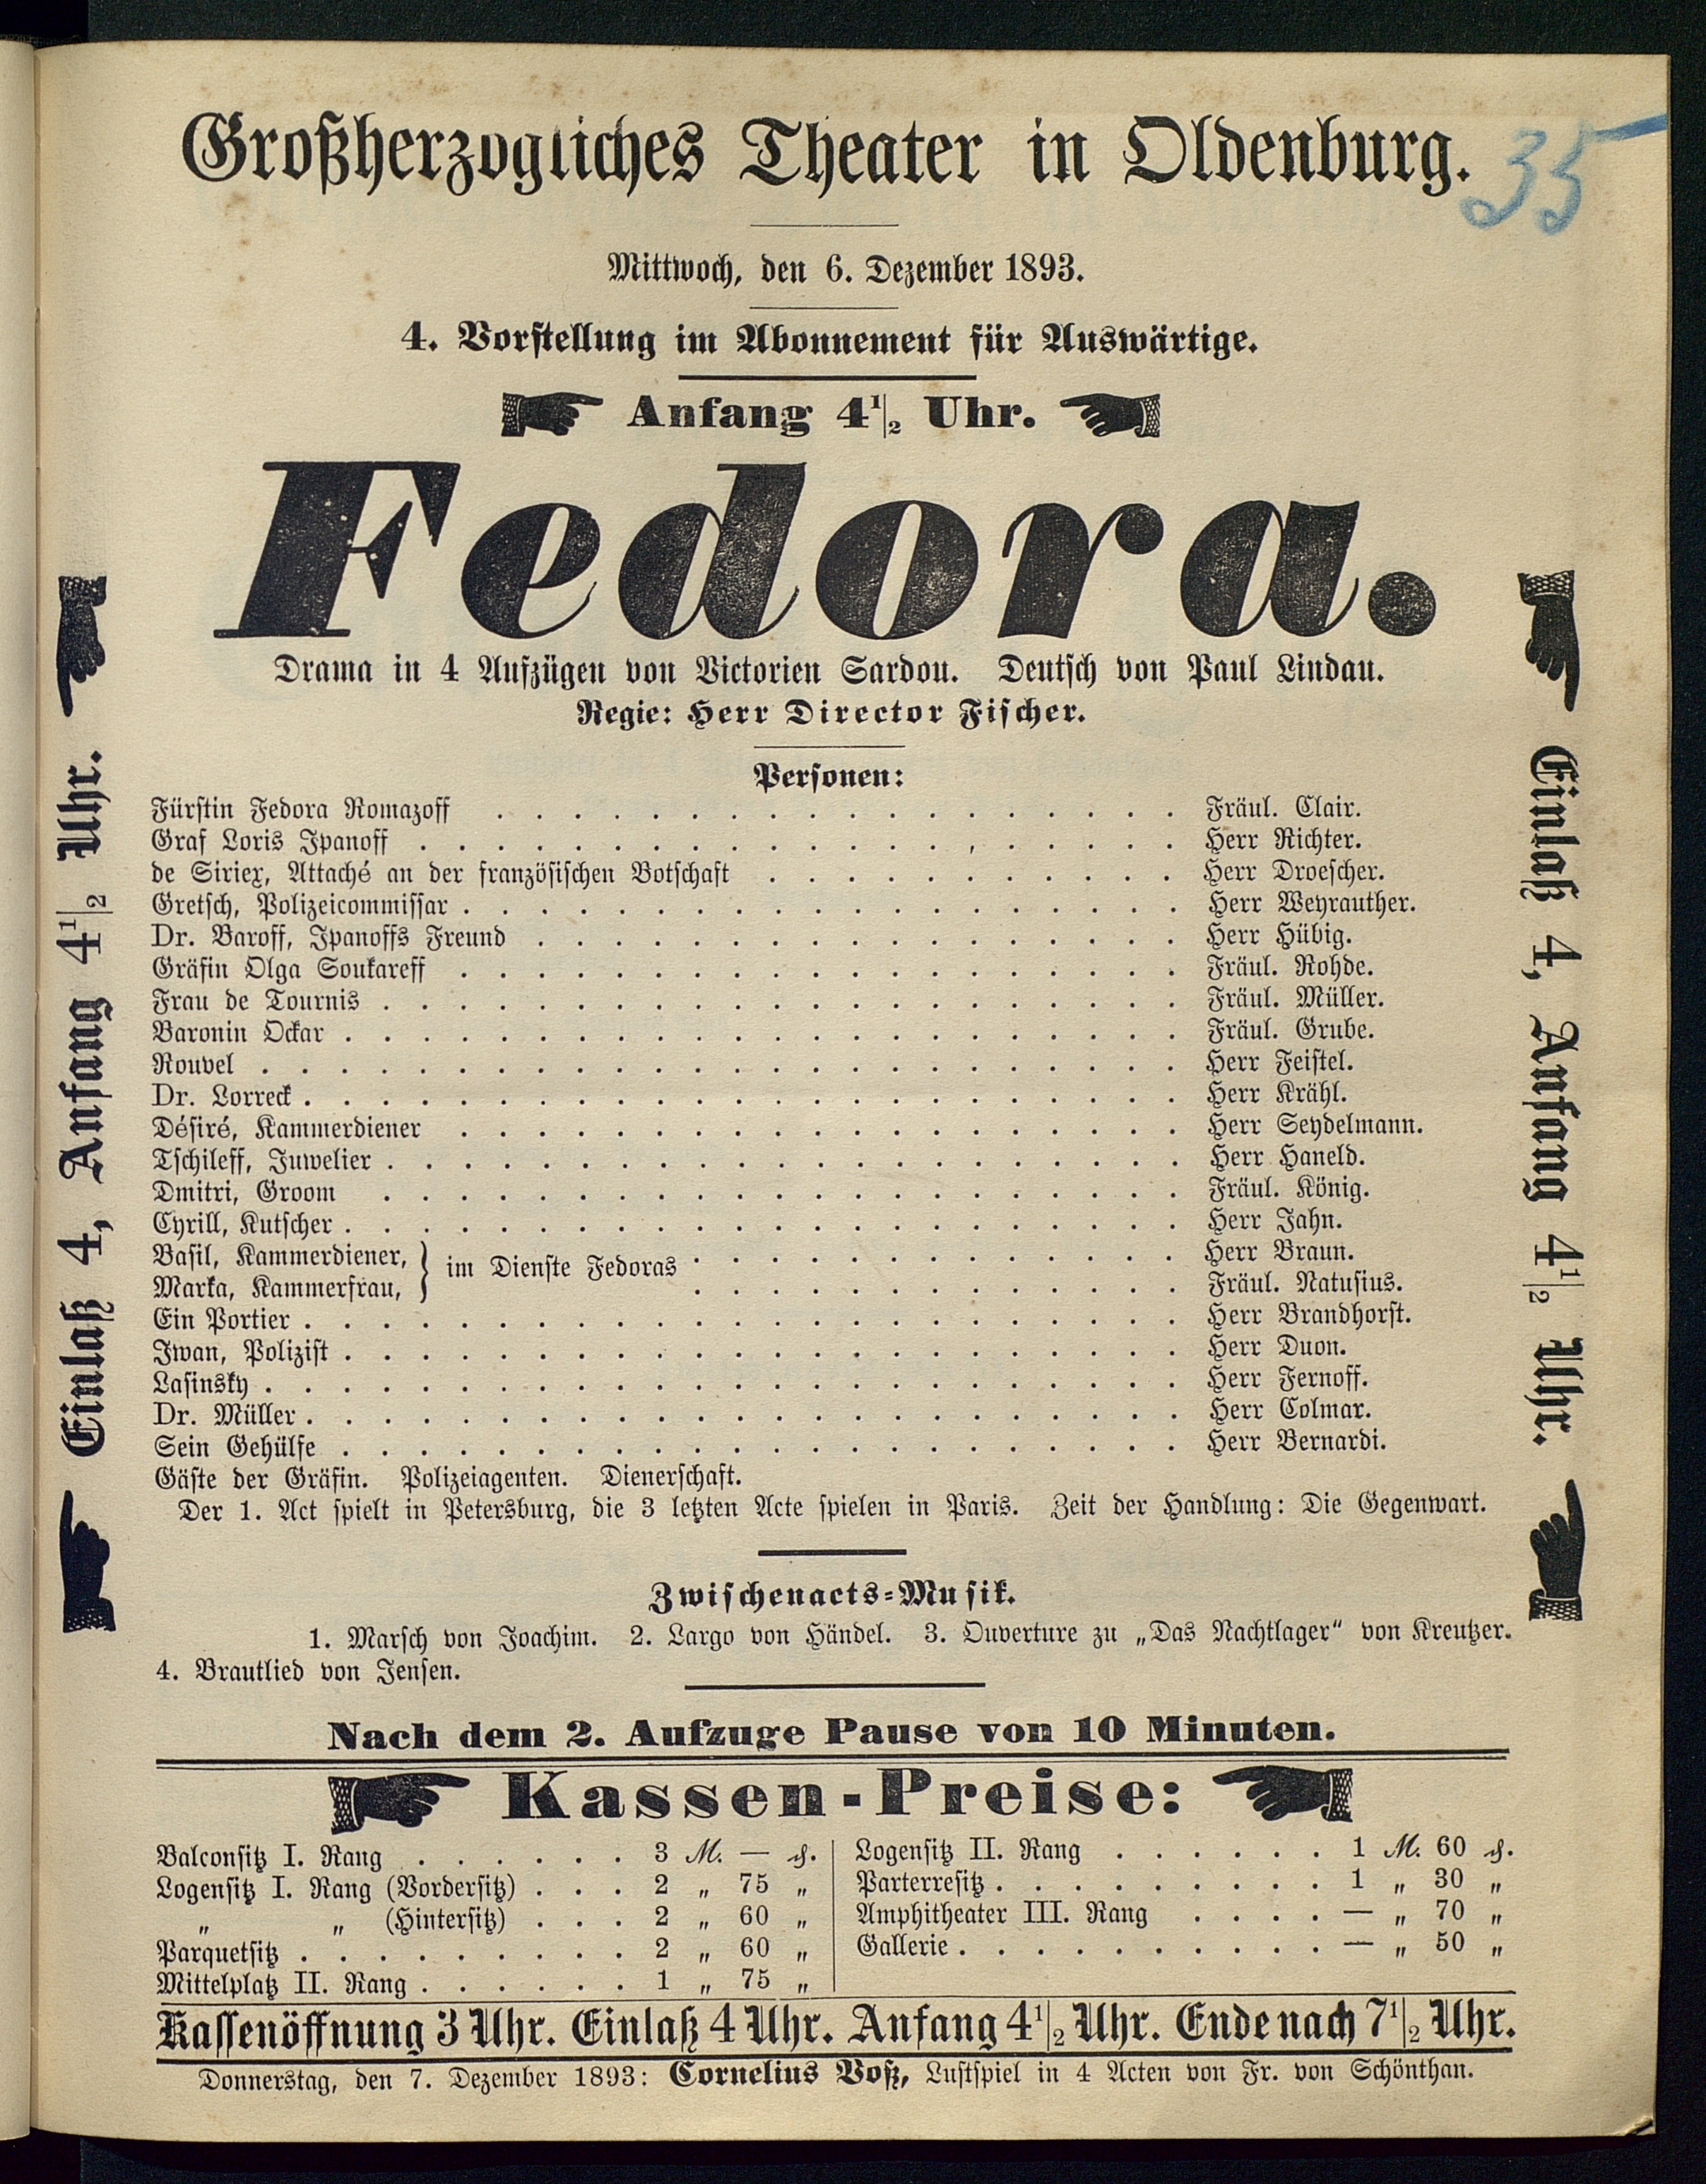 Großherzogliches Theater in Oldenburg.
35
Mittwoch, den 6. Dezember 1893.
4. Vorstellung im Abonnement für Auswärtige.
Anfang 4 1/2 Uhr.
Fedora.
Drama in 4 Aufzügen von Victorien Sardou. Deutsch von Paul Lindau.
Regie: Herr Director Fischer.
Personen:
Fürstin Fedora Romazoff . . . . . . . . . . . . . . . . . . Fräul. Clair.
Graf Loris Ipanoff . . . . . . . . . . . . . . . . . . . . Herr Richter.
de Siriex, Attaché an der französischen Botschaft . . . . . . . . . . . Herr Droescher.
Gretsch, Polizeicommissar . . . . . . . . . . . . . . . . . . . Herr Weyrauther.
Dr. Baroff, Ipanoffs Freund . . . . . . . . . . . . . . . . . Herr Hübig.
Gräfin Olga Soukareff . . . . . . . . . . . . . . . . . . . Fräul. Rohde.
Frau de Tournis . . . . . . . . . . . . . . . . . . . . . Fräul. Müller.
Baronin Ockar . . . . . . . . . . . . . . . . . . . . . . Fräul. Grube.
Rouvel . . . . . . . . . . . . . . . . . . . . . . . . Herr Feistel.
Dr. Lorreck . . . . . . . . . . . . . . . . . . . . . . . Herr Krähl.
Désiré, Kammerdiener . . . . . . . . . . . . . . . . . . . Herr Seydelmann.
Tschileff, Juwelier . . . . . . . . . . . . . . . . . . . . . Herr Haneld.
Dmitri, Groom . . . . . . . . . . . . . . . . . . . . . Fräul. König.
Cyrill, Kutscher . . . . . . . . . . . . . . . . . . . . . . Herr Jahn.
Basil, Kammerdiener, } im Dienste Fedoras . . . . . . . . . . . . . Herr Braun.
Marka, Kammerfrau, } . . . . . . . . . . . . . Fräul. Natusius.
Ein Portier . . . . . . . . . . . . . . . . . . . . . . . Herr Brandhorst.
Iwan, Polizist . . . . . . . . . . . . . . . . . . . . . . Herr Duon.
Lasinsky . . . . . . . . . . . . . . . . . . . . . . . . Herr Fernoff.
Dr. Müller . . . . . . . . . . . . . . . . . . . . . . . Herr Colmar.
Sein Gehülfe . . . . . . . . . . . . . . . . . . . . . . Herr Bernardi.
Gäste der Gräfin. Polizeiagenten. Dienerschaft.
Der 1. Act spielt in Petersburg, die 3 letzten Acte spielen in Paris. Zeit der Handlung: Die Gegenwart.
Zwischenacts-Musik.
1. Marsch von Joachim. 2. Largo von Händel. 3. Ouverture zu „Das Nachtlager“ von Kreutzer.
4. Brautlied von Jensen.
Nach dem 2. Aufzuge Pause von 10 Minuten.
Kassen-Preise:
Balconsitz I. Rang . . . . . . 3 M. — ₰.
Logensitz I. Rang (Vordersitz) . . . 2 „ 75 „
„ „ (Hintersitz) . . . 2 „ 60 „
Parquetsitz . . . . . . . . . 2 „ 60 „
Mittelplatz II. Rang . . . . . . 1 „ 75 „
Logensitz II. Rang . . . . . . 1 M. 60 ₰.
Parterresitz . . . . . . . . . 1 „ 30 „
Amphitheater III. Rang . . . . — „ 70 „
Gallerie . . . . . . . . . . — „ 50 „
Kassenöffnung 3 Uhr. Einlaß 4 Uhr. Anfang 4 1/2 Uhr. Ende nach 7 1/2 Uhr.
Donnerstag, den 7. Dezember 1893: Cornelius Voß, Lustspiel in 4 Acten von Fr. von Schönthan.
Einlaß 4, Anfang 4 1/2 Uhr.
Einlaß 4, Anfang 4 1/2 Uhr.